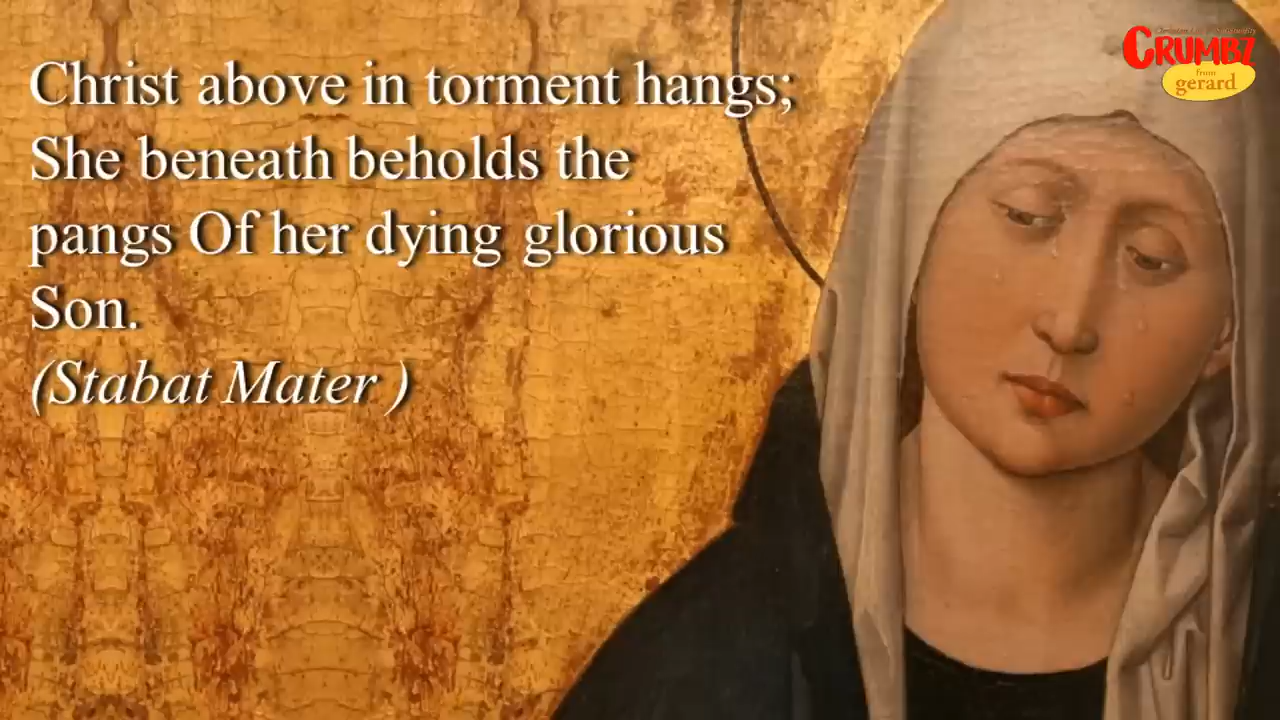 Christ above in torment hangs;
She beneath beholds the
pangs Of her dying glorious
Son.
(Stabat Mater )
CRUMBZ
from
gerard